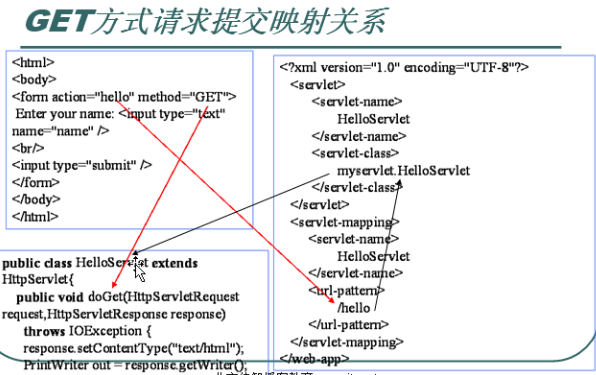 GET方式请求提交映射关系
<html>
<body>
<form action="hello" method="GET">
Enter your name: <input type="text"
name="name" />
<br/>
<input type="submit" />
</form>
</body>
</html>
<?xml version="1.0" encoding="UTF-8"?>
<servlet>
<servlet-name>
HelloServlet
</servlet-name>
<servlet-class>
myservlet.HelloServlet
</servlet-class>
</servlet>
<servlet-mapping>
<servlet-name>
HelloServlet
</servlet-name>
<url-pattern>
/hello
</url-pattern>
</servlet-mapping>
</web-app>
public class HelloServlet extends
HttpServlet{
public void doGet(HttpServletRequest
request,HttpServletResponse response)
throws IOException {
response.setContentType("text/html");
PrintWriter out = response.getWriter();